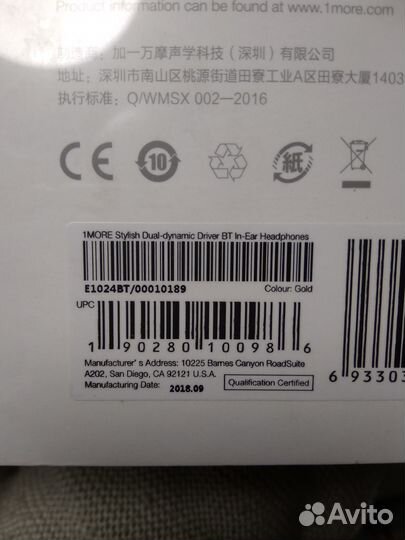 Product information can be found at www.1more.com
制造商：加一万摩声学科技（深圳）有限公司
地址：深圳市南山区桃源街道田寮工业A区田寮大厦1403
执行标准：Q/WMSX 002—2016
CE 10 紙
1MORE Stylish Dual-dynamic Driver BT In-Ear Headphones
E1024BT/00010189 Colour: Gold
UPC
1 90280 10098 6
Manufacturer's Address: 10225 Barnes Canyon RoadSuite
A202, San Diego, CA 92121 U.S.A.
Manufacturing Date: 2018.09 Qualification Certified
6 93303
Avito